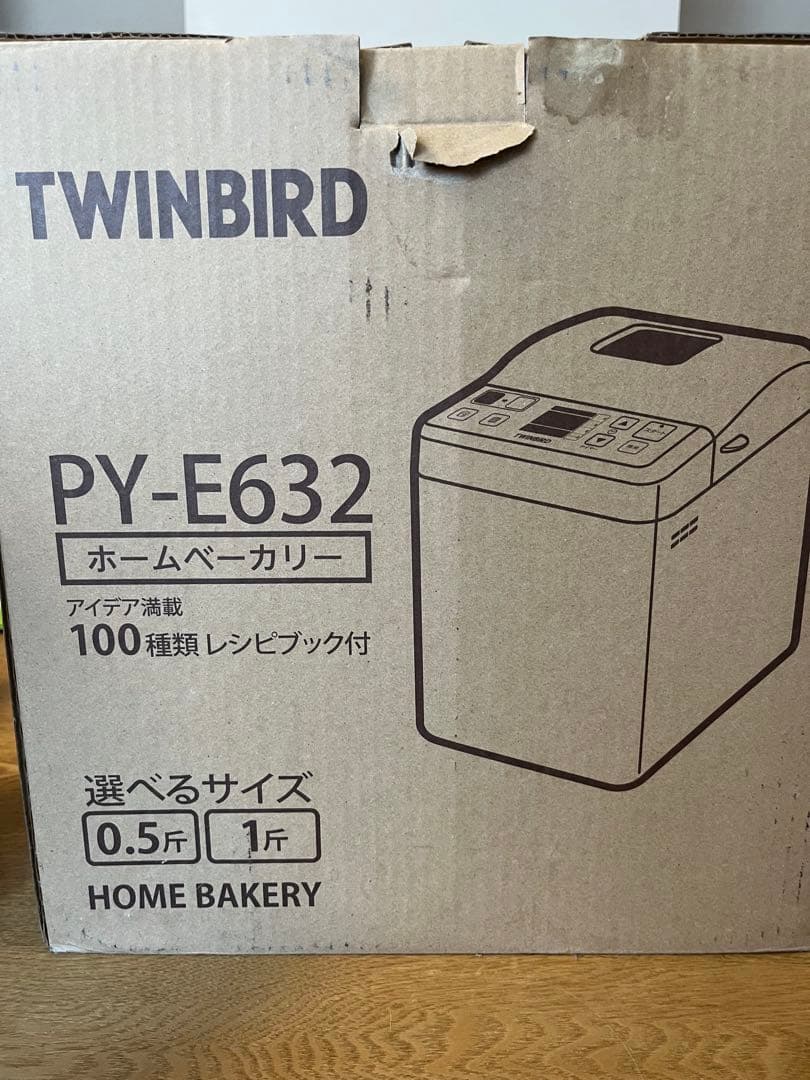 TWINBIRD
PY-E632
ホームベーカリー
アイデア満載
100種類 レシピブック付
選べるサイズ
0.5斤 1斤
HOME BAKERY
TWINBIRD